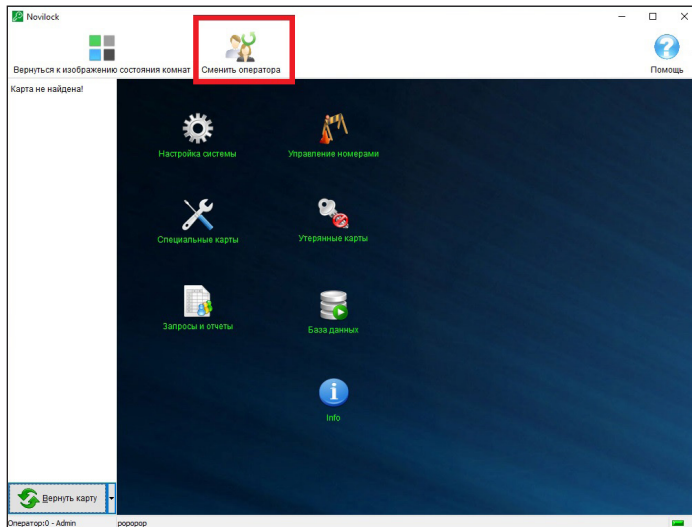 Novilock
Вернуться к изображению состояния комнат
Сменить оператора
Помощь
Карта не найдена!
Настройка системы
Управление номерами
Специальные карты
Утерянные карты
Запросы и отчеты
База данных
Info
Вернуть карту
Оператор:0 - Admin
popopop